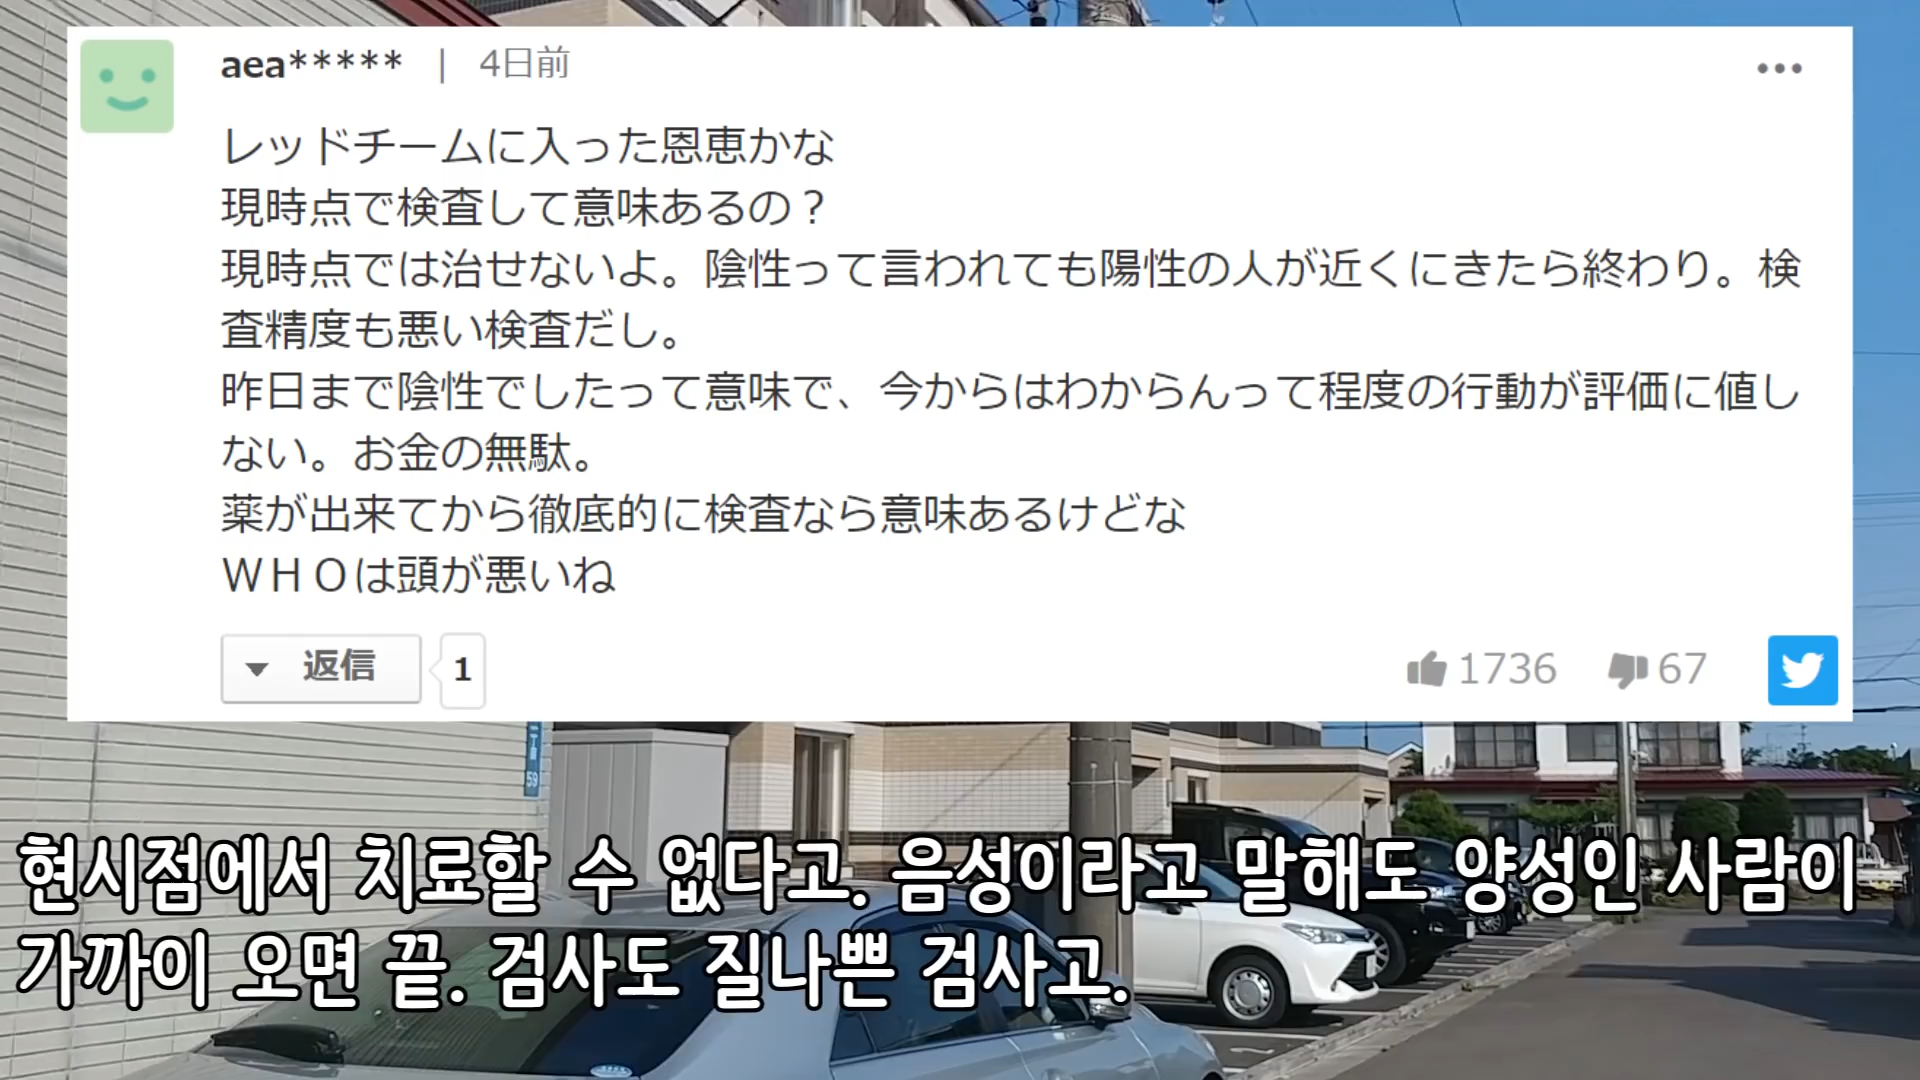 aea***** | 4日前
レッドチームに入った恩恵かな
現時点で検査して意味あるの？
現時点では治せないよ。陰性って言われても陽性の人が近くにきたら終わり。検
査精度も悪い検査だし。
昨日まで陰性でしたって意味で、今からはわからんって程度の行動が評価に値し
ない。お金の無駄。
薬が出来てから徹底的に検査なら意味あるけどな
ＷＨＯは頭が悪いね
返信 1 1736 67
59
현시점에서 치료할 수 없다고. 음성이라고 말해도 양성인 사람이
가까이 오면 끝. 검사도 질나쁜 검사고.